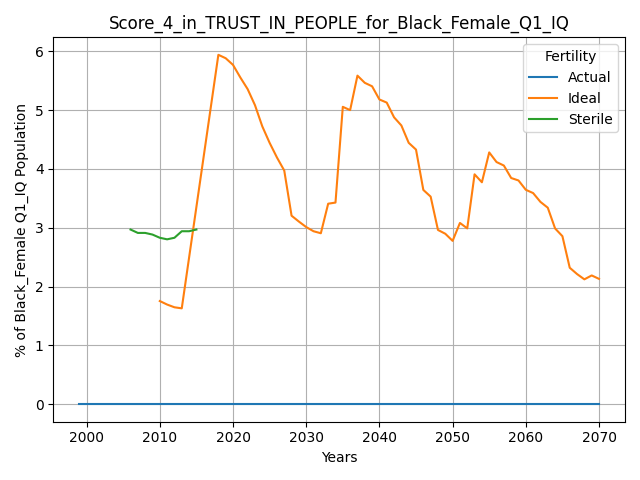 Score_4_in_TRUST_IN_PEOPLE_for_Black_Female_Q1_IQ
Fertility
Actual
Ideal
Sterile
% of Black_Female Q1_IQ Population
6
5
4
3
2
1
0
2000 2010 2020 2030 2040 2050 2060 2070
Years